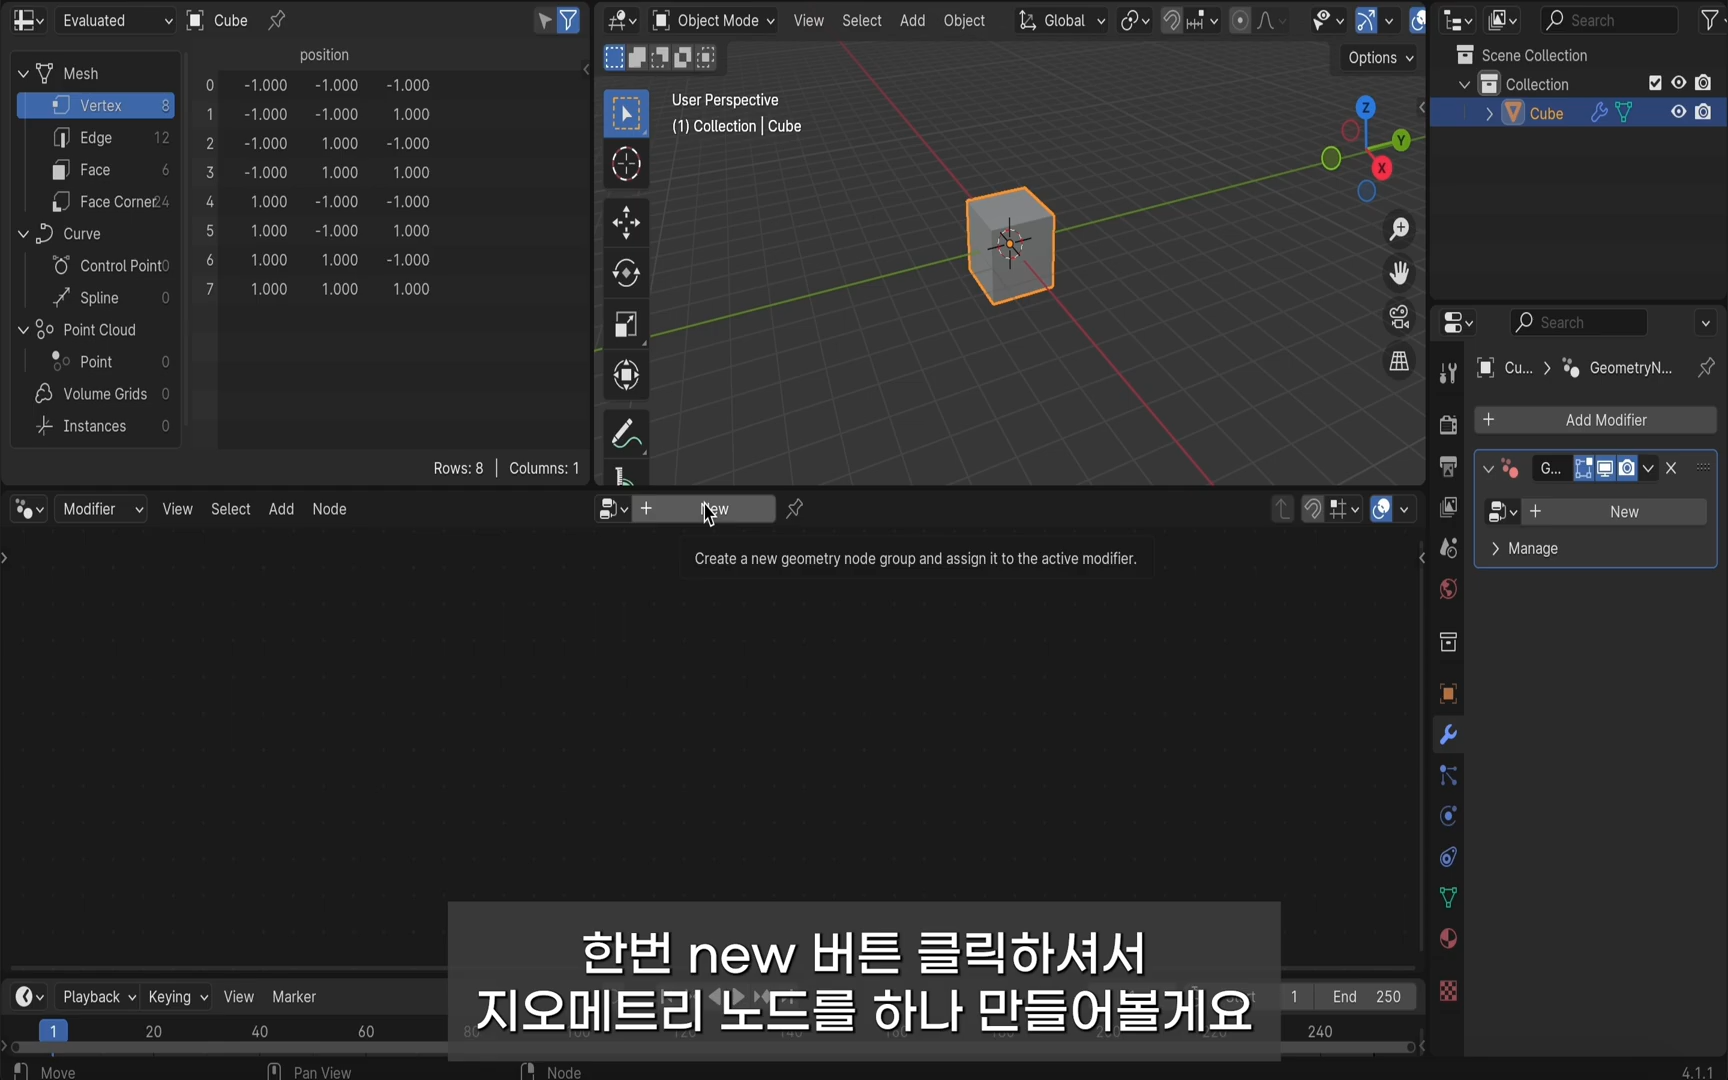 Evaluated
Cube
Object Mode
View
Select
Add
Object
Global
Search
position
Options
Scene Collection
Mesh
Collection
Vertex 8
Edge 12
Face 6
Face Corner 24
Curve
Control Point 0
Spline 0
Point Cloud
Point 0
Volume Grids 0
Instances 0
0 -1.000 -1.000 -1.000
1 -1.000 -1.000 1.000
2 -1.000 1.000 -1.000
3 -1.000 1.000 1.000
4 1.000 -1.000 -1.000
5 1.000 -1.000 1.000
6 1.000 1.000 -1.000
7 1.000 1.000 1.000
Rows: 8 | Columns: 1
User Perspective
(1) Collection | Cube
Z
Y
X
Cube
Search
Cu... > GeometryN...
+ Add Modifier
G...
+ New
Manage
Modifier
View
Select
Add
Node
+ New
Create a new geometry node group and assign it to the active modifier.
한번 new 버튼 클릭하셔서
지오메트리 노드를 하나 만들어볼게요
Playback
Keying
View
Marker
1
End 250
1
20
40
60
240
Move
Pan View
Node
4.1.1